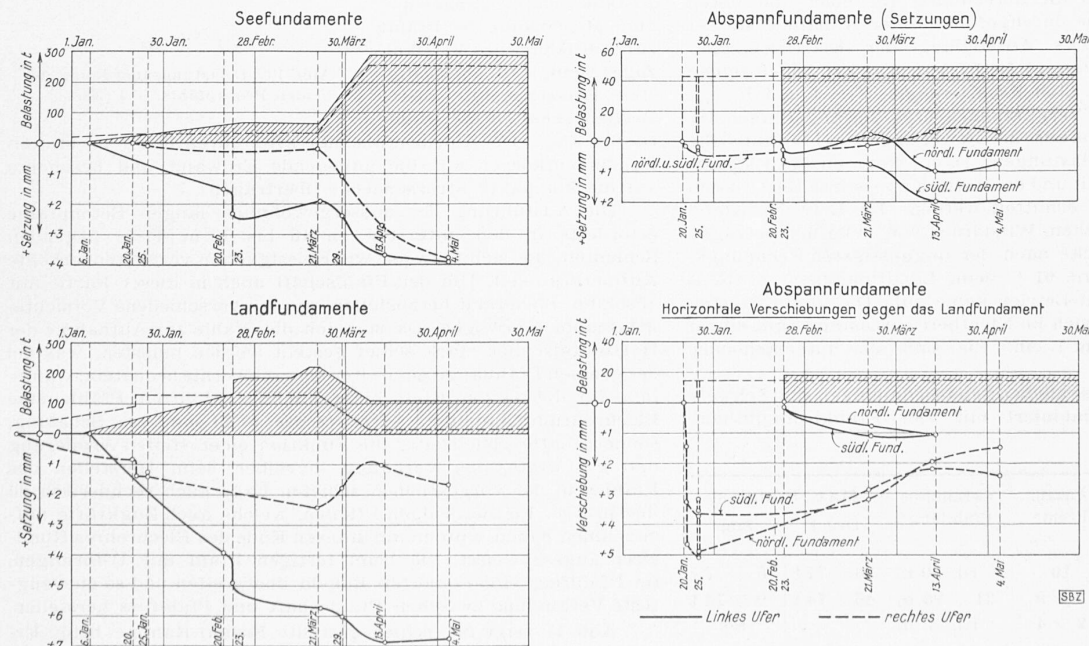 Seefundamente
1. Jan. 30. Jan. 28. Febr. 30. März 30. April 30. Mai
Belastung in t
300
200
100
0
+1
+2
+3
+4
+Setzung in mm
6. Jan. 20. Jan. 25. 20. Feb. 23. 21. März 29. 13. April 4. Mai
Landfundamente
1. Jan. 30. Jan. 28. Febr. 30. März 30. April 30. Mai
Belastung in t
300
200
100
0
+1
+2
+3
+4
+5
+6
+7
+Setzung in mm
6. Jan. 20. 25. Jan. 20. Feb. 23. 21. März 29. 13. April 4. Mai
Abspannfundamente (Setzungen)
1. Jan. 30. Jan. 28. Febr. 30. März 30. April 30. Mai
Belastung in t
60
40
20
0
+1
+2
+Setzung in mm
nördl. u. südl. Fund.
nördl. Fundament
südl. Fundament
20. Jan. 25. 20. Febr. 23. 21. März 13. April 4. Mai
Abspannfundamente
Horizontale Verschiebungen gegen das Landfundament
1. Jan. 30. Jan. 28. Febr. 30. März 30. April 30. Mai
Belastung in t
40
20
0
+1
+2
+3
+4
+5
Verschiebung in mm
nördl. Fundament
südl. Fund.
südl. Fund.
nördl. Fundament
20. Jan. 25. 20. Feb. 23. 21. März 13. April 4. Mai
SBZ
Linkes Ufer rechtes Ufer